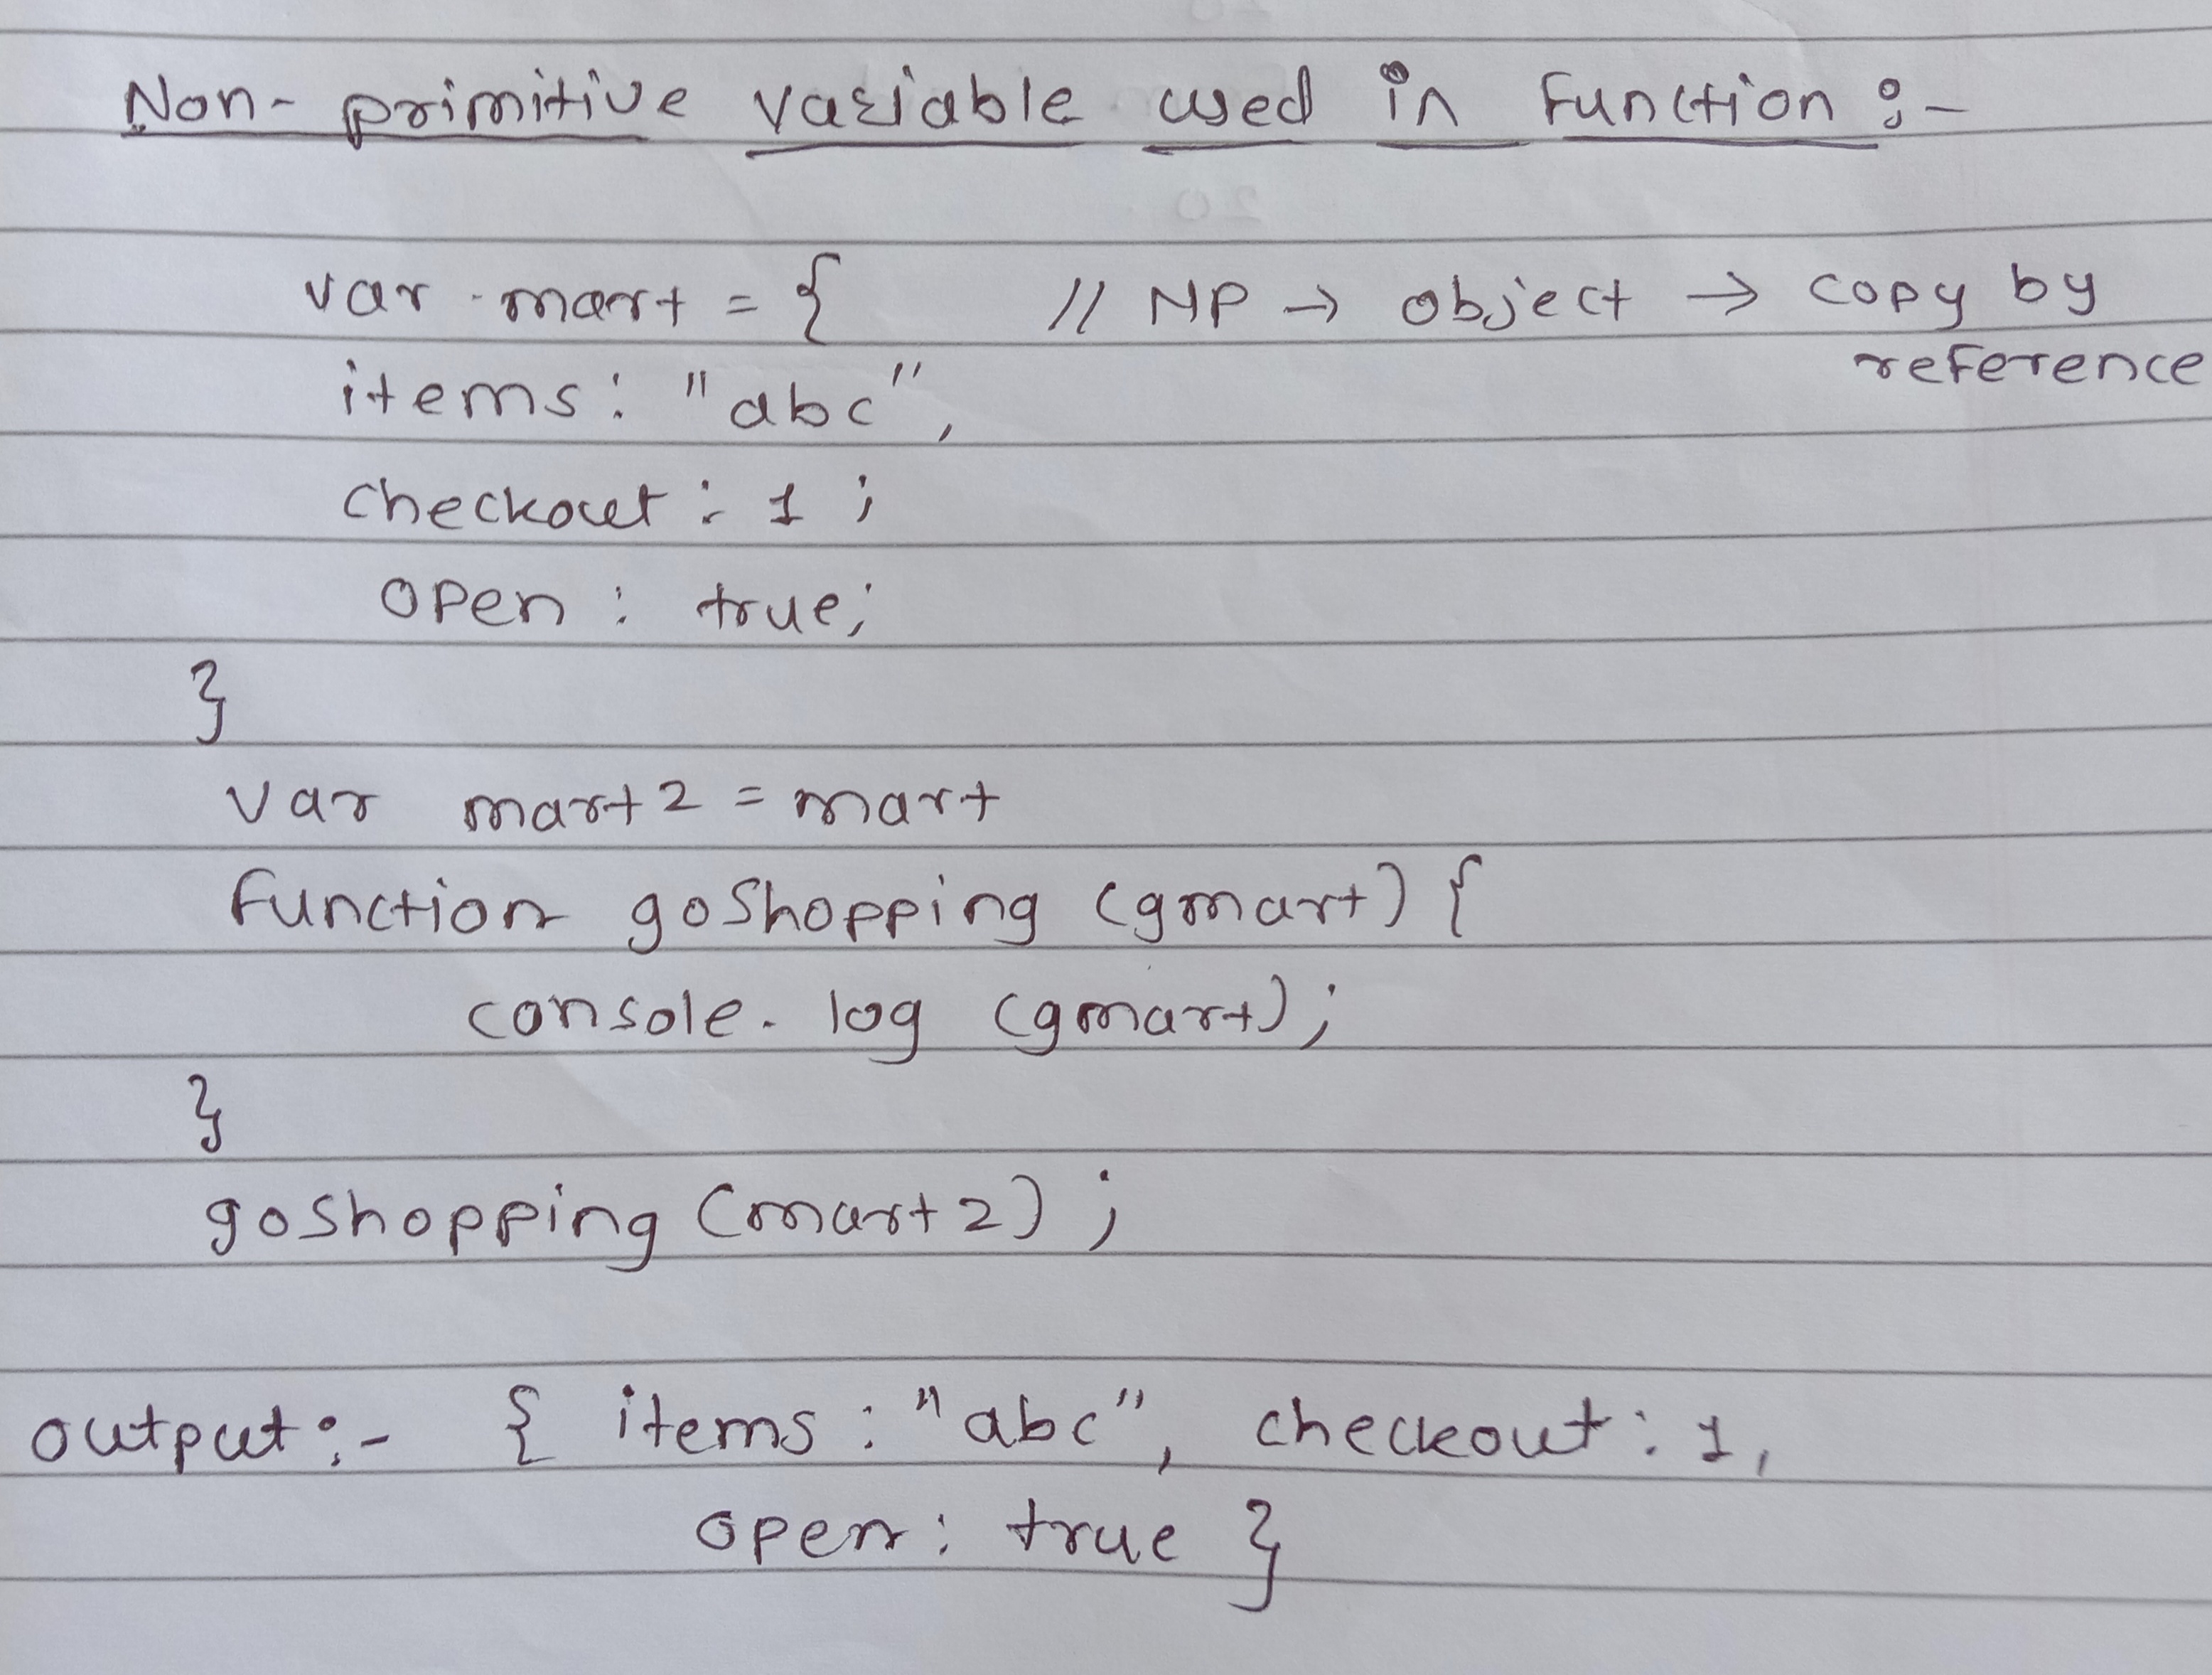 Non-primitive variable used in function :-
var mart = { // NP → object → copy by
reference
items: "abc",
checkout: 1;
open: true;
}
var mart2 = mart
function goShopping (gmart) {
console.log (gmart);
}
goshopping (mart2);
output:- { items: "abc", checkout: 1,
open: true }